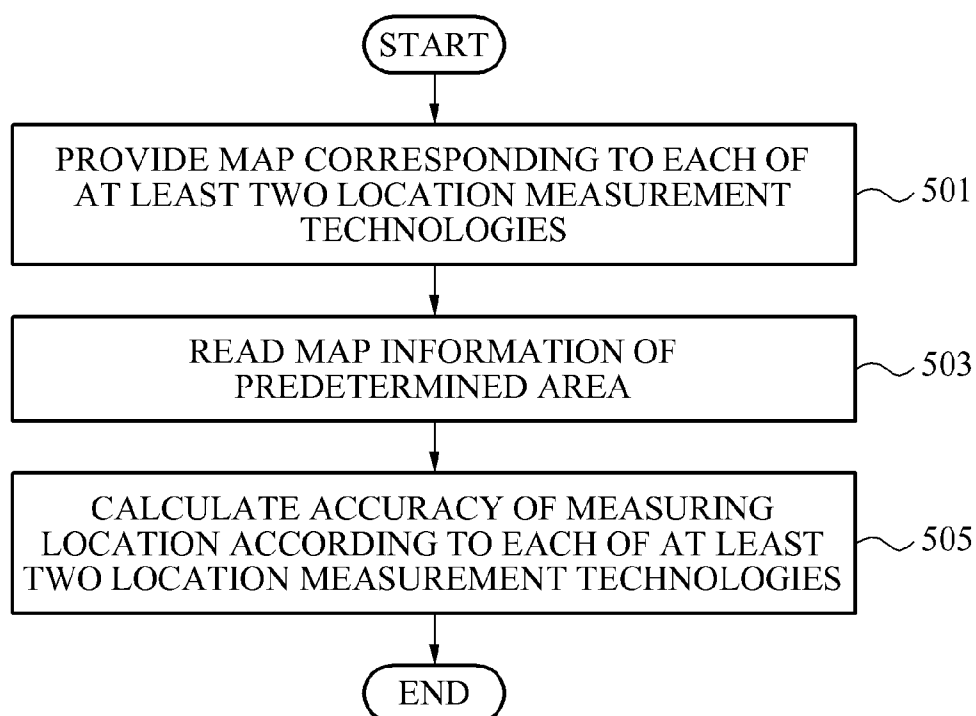 START
PROVIDE MAP CORRESPONDING TO EACH OF
AT LEAST TWO LOCATION MEASUREMENT
TECHNOLOGIES
501
READ MAP INFORMATION OF
PREDETERMINED AREA
503
CALCULATE ACCURACY OF MEASURING
LOCATION ACCORDING TO EACH OF AT LEAST
TWO LOCATION MEASUREMENT TECHNOLOGIES
505
END